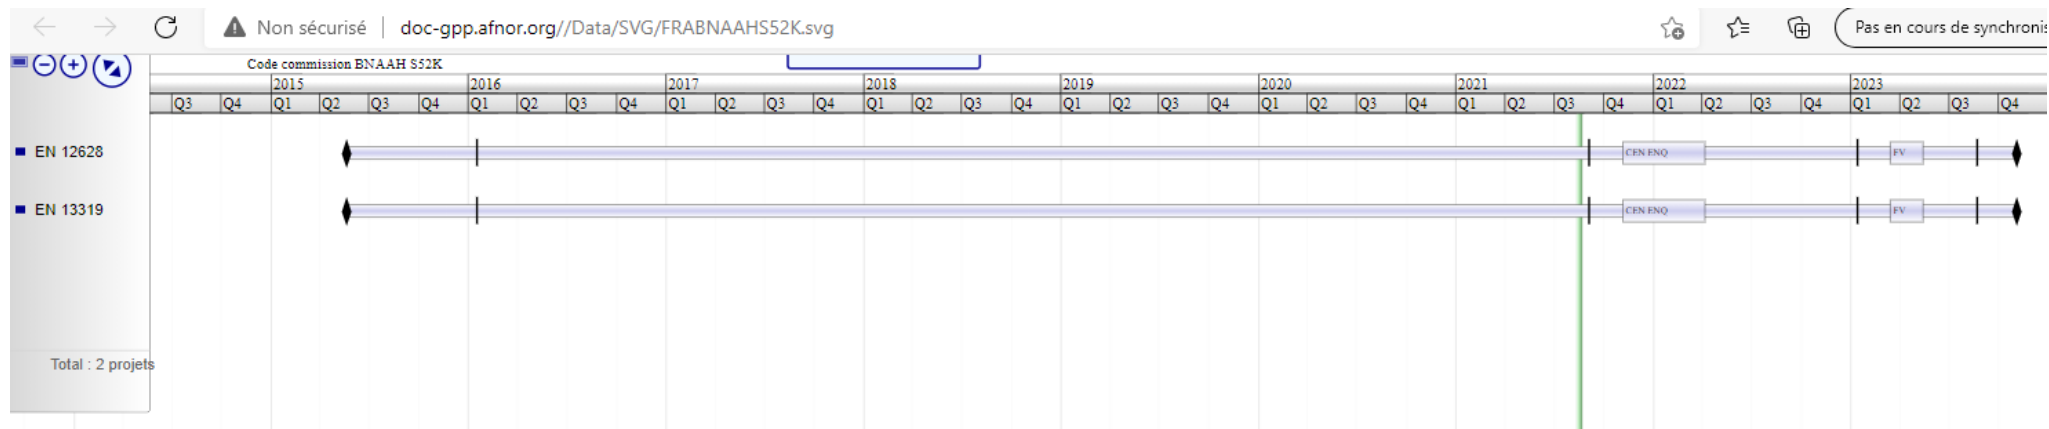 Non sécurisé | doc-gpp.afnor.org//Data/SVG/FRABNAAHS52K.svg
Pas en cours de synchronis
Code commission BNAAH S52K
2015 2016 2017 2018 2019 2020 2021 2022 2023
Q3 Q4 Q1 Q2 Q3 Q4 Q1 Q2 Q3 Q4 Q1 Q2 Q3 Q4 Q1 Q2 Q3 Q4 Q1 Q2 Q3 Q4 Q1 Q2 Q3 Q4 Q1 Q2 Q3 Q4 Q1 Q2 Q3 Q4 Q1 Q2 Q3 Q4
EN 12628 CEN ENQ FV
EN 13319 CEN ENQ FV
Total : 2 projets